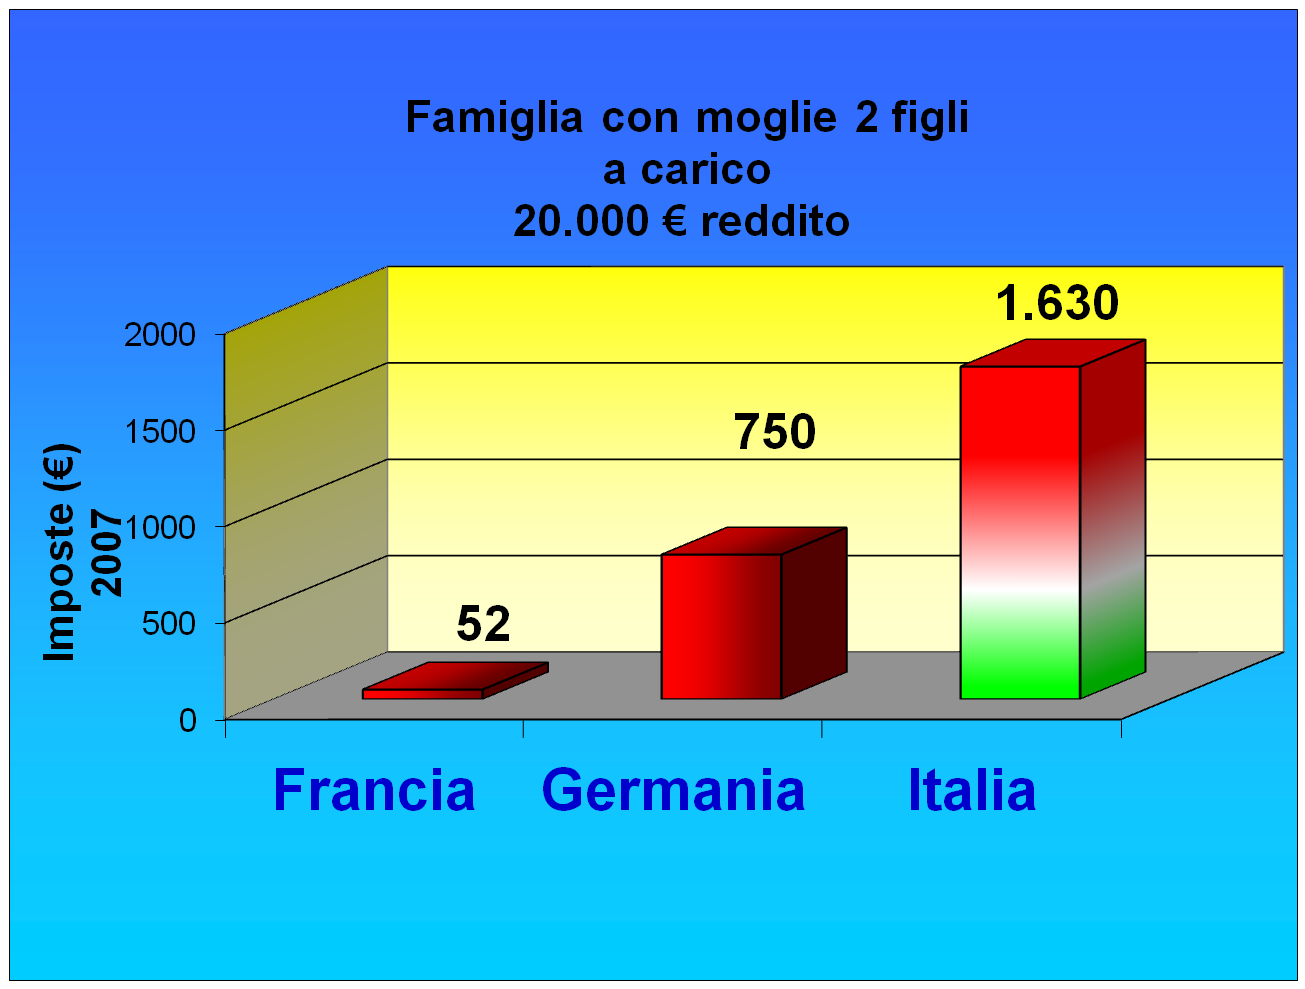 Famiglia con moglie 2 figli
a carico
20.000 € reddito
1.630
750
52
2000
1500
1000
500
0
Imposte (€)
2007
Francia
Germania
Italia